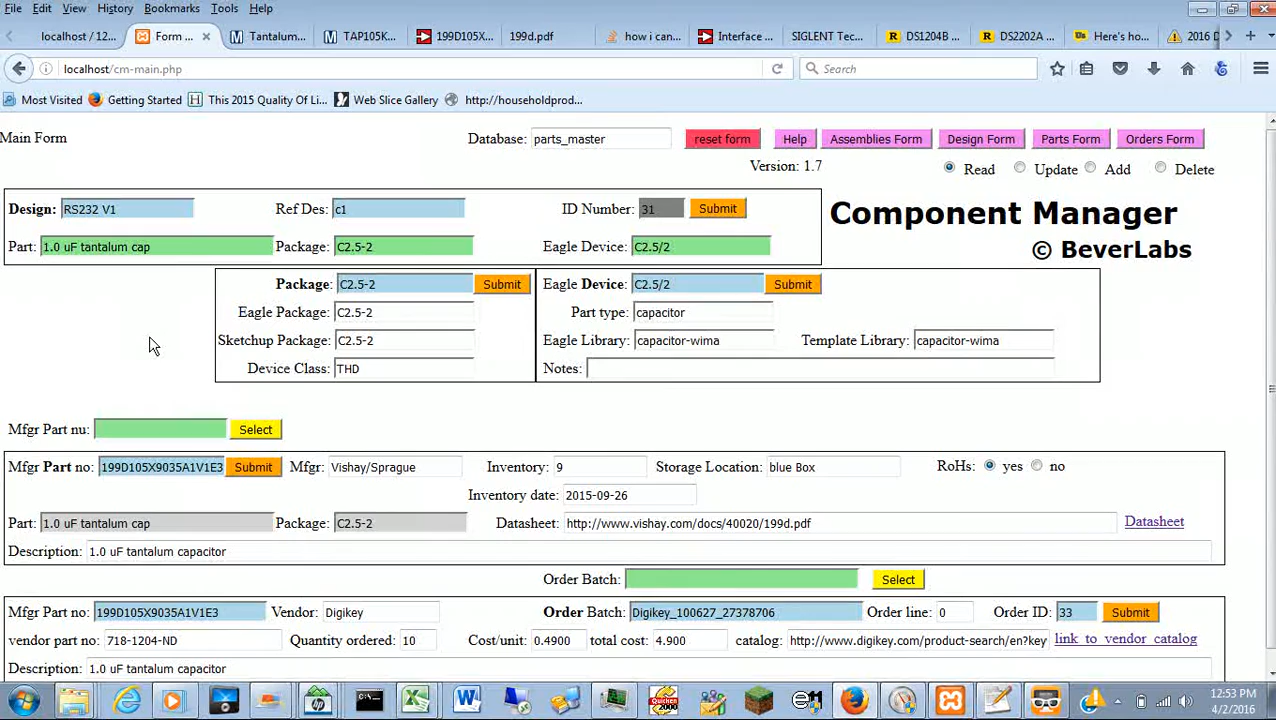 File Edit View History Bookmarks Tools Help
localhost / 12... Form ... × Tantalum... TAP105K... 199D105X... 199d.pdf how i can... Interface ... SIGLENT Tec... DS1204B ... DS2202A ... Here's ho... 2016 D
localhost/cm-main.php Search
Most Visited Getting Started This 2015 Quality Of Li... Web Slice Gallery http://householdprod...
Main Form Database: parts_master reset form Help Assemblies Form Design Form Parts Form Orders Form
Version: 1.7 Read Update Add Delete
Design: RS232 V1 Ref Des: c1 ID Number: 31 Submit Component Manager
Part: 1.0 uF tantalum cap Package: C2.5-2 Eagle Device: C2.5/2 © BeverLabs
Package: C2.5-2 Submit Eagle Device: C2.5/2 Submit
Eagle Package: C2.5-2 Part type: capacitor
Sketchup Package: C2.5-2 Eagle Library: capacitor-wima Template Library: capacitor-wima
Device Class: THD Notes:
Mfgr Part nu: Select
Mfgr Part no: 199D105X9035A1V1E3 Submit Mfgr: Vishay/Sprague Inventory: 9 Storage Location: blue Box RoHs: yes no
Inventory date: 2015-09-26
Part: 1.0 uF tantalum cap Package: C2.5-2 Datasheet: http://www.vishay.com/docs/40020/199d.pdf Datasheet
Description: 1.0 uF tantalum capacitor
Order Batch: Select
Mfgr Part no: 199D105X9035A1V1E3 Vendor: Digikey Order Batch: Digikey_100627_27378706 Order line: 0 Order ID: 33 Submit
vendor part no: 718-1204-ND Quantity ordered: 10 Cost/unit: 0.4900 total cost: 4.900 catalog: http://www.digikey.com/product-search/en?key link_to_vendor_catalog
Description: 1.0 uF tantalum capacitor
12:53 PM
4/2/2016